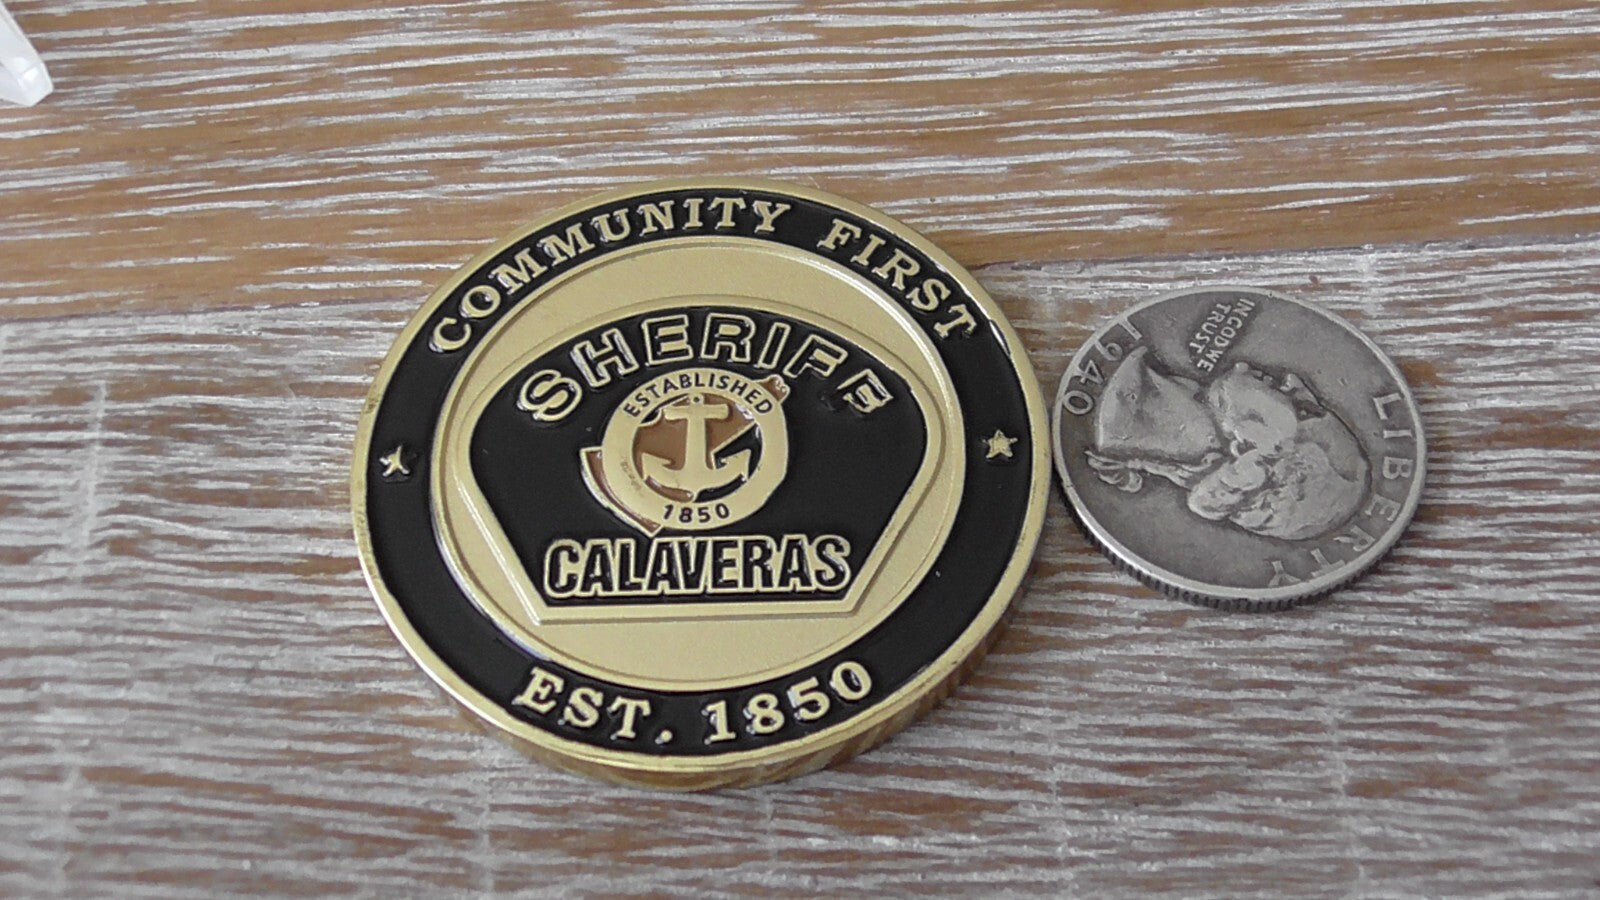 COMMUNITY FIRST
SHERIFF
ESTABLISHED
1850
CALAVERAS
EST. 1850
1940
IN GOD WE
TRUST
LIBERTY